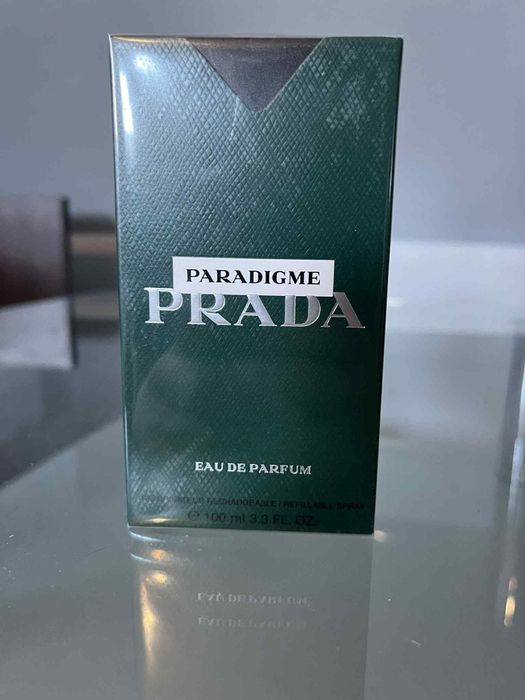 PARADIGME
PRADA
EAU DE PARFUM
RECHARGEABLE / REFILLABLE SPRAY
℮ 100 ml 3.3 FL. OZ.